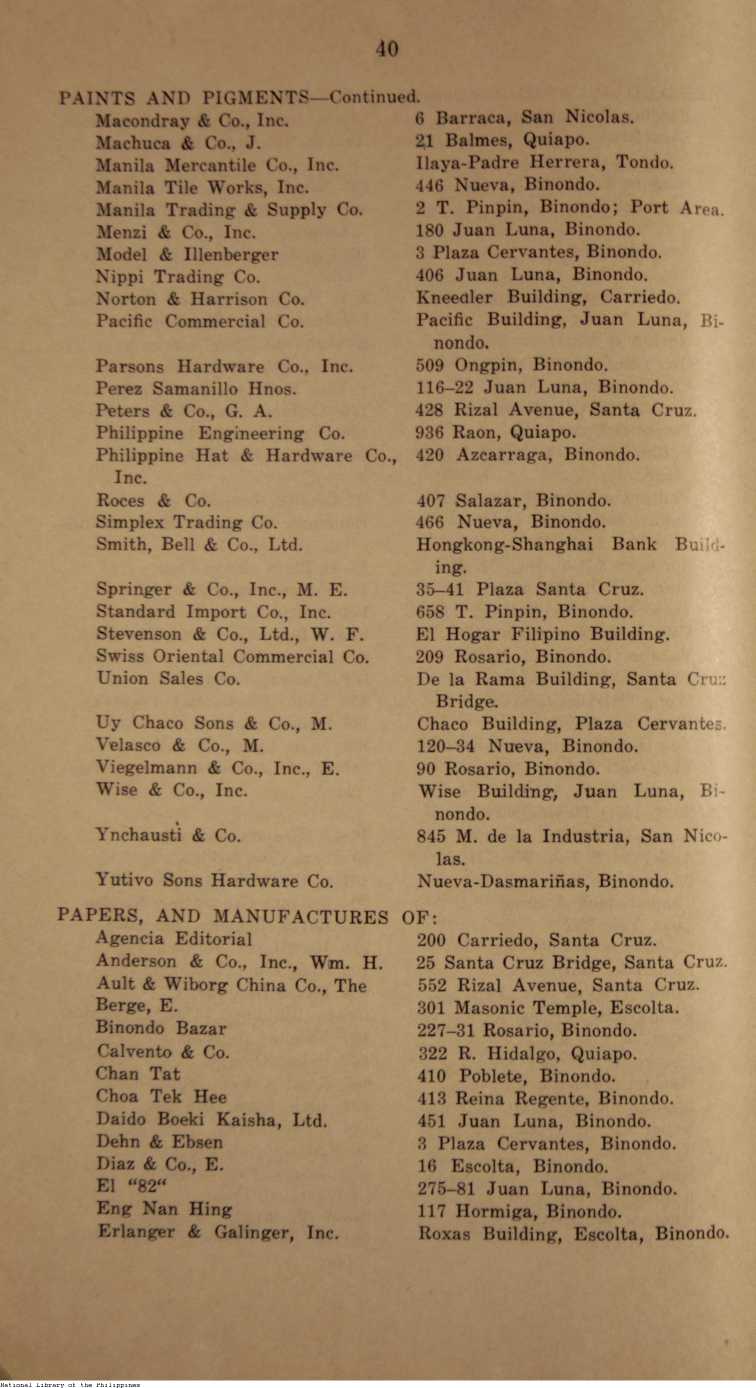 40
PAINTS AND PIGMENTS—Continued.
Macondray & Co., Inc. 6 Barraca, San Nicolas.
Machuca & Co., J. 21 Balmes, Quiapo.
Manila Mercantile Co., Inc. Ilaya-Padre Herrera, Tondo.
Manila Tile Works, Inc. 446 Nueva, Binondo.
Manila Trading & Supply Co. 2 T. Pinpin, Binondo; Port Area.
Menzi & Co., Inc. 180 Juan Luna, Binondo.
Model & Illenberger 3 Plaza Cervantes, Binondo.
Nippi Trading Co. 406 Juan Luna, Binondo.
Norton & Harrison Co. Kneedler Building, Carriedo.
Pacific Commercial Co. Pacific Building, Juan Luna, Bi-
nondo.
Parsons Hardware Co., Inc. 509 Ongpin, Binondo.
Perez Samanillo Hnos. 116–22 Juan Luna, Binondo.
Peters & Co., G. A. 428 Rizal Avenue, Santa Cruz.
Philippine Engineering Co. 936 Raon, Quiapo.
Philippine Hat & Hardware Co., 420 Azcarraga, Binondo.
Inc.
Roces & Co. 407 Salazar, Binondo.
Simplex Trading Co. 466 Nueva, Binondo.
Smith, Bell & Co., Ltd. Hongkong-Shanghai Bank Build-
ing.
Springer & Co., Inc., M. E. 35–41 Plaza Santa Cruz.
Standard Import Co., Inc. 658 T. Pinpin, Binondo.
Stevenson & Co., Ltd., W. F. El Hogar Filipino Building.
Swiss Oriental Commercial Co. 209 Rosario, Binondo.
Union Sales Co. De la Rama Building, Santa Cruz
Bridge.
Uy Chaco Sons & Co., M. Chaco Building, Plaza Cervantes.
Velasco & Co., M. 120–34 Nueva, Binondo.
Viegelmann & Co., Inc., E. 90 Rosario, Binondo.
Wise & Co., Inc. Wise Building, Juan Luna, Bi-
nondo.
Ynchausti & Co. 845 M. de la Industria, San Nico-
las.
Yutivo Sons Hardware Co. Nueva-Dasmariñas, Binondo.
PAPERS, AND MANUFACTURES OF:
Agencia Editorial 200 Carriedo, Santa Cruz.
Anderson & Co., Inc., Wm. H. 25 Santa Cruz Bridge, Santa Cruz.
Ault & Wiborg China Co., The 552 Rizal Avenue, Santa Cruz.
Berge, E. 301 Masonic Temple, Escolta.
Binondo Bazar 227–31 Rosario, Binondo.
Calvento & Co. 322 R. Hidalgo, Quiapo.
Chan Tat 410 Poblete, Binondo.
Choa Tek Hee 413 Reina Regente, Binondo.
Daido Boeki Kaisha, Ltd. 451 Juan Luna, Binondo.
Dehn & Ebsen 3 Plaza Cervantes, Binondo.
Diaz & Co., E. 16 Escolta, Binondo.
El “82“ 275–81 Juan Luna, Binondo.
Eng Nan Hing 117 Hormiga, Binondo.
Erlanger & Galinger, Inc. Roxas Building, Escolta, Binondo.
National Library of the Philippines